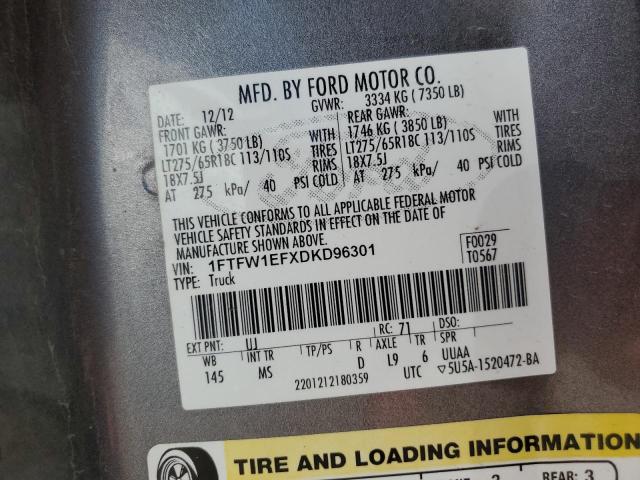 MFD. BY FORD MOTOR CO.
DATE: 12/12 GVWR: 3334 KG ( 7350 LB)
FRONT GAWR: REAR GAWR:
1701 KG ( 3750 LB) WITH 1746 KG ( 3850 LB) WITH
LT275/65R18C 113/110S TIRES LT275/65R18C 113/110S TIRES
18X7.5J RIMS 18X7.5J RIMS
AT 275 kPa/ 40 PSI COLD AT 275 kPa/ 40 PSI COLD
Ford
THIS VEHICLE CONFORMS TO ALL APPLICABLE FEDERAL MOTOR
VEHICLE SAFETY STANDARDS IN EFFECT ON THE DATE OF
MANUFACTURE SHOWN ABOVE.
VIN: 1FTFW1EFXDKD96301 F0029
TYPE: Truck T0567
EXT PNT: UJ RC: 71 DSO:
WB INT TR TP/PS R AXLE TR SPR
145 MS D L9 6 UUAA
2201212180359 UTC ▽5U5A-1520472-BA
TIRE AND LOADING INFORMATION
REAR: 3